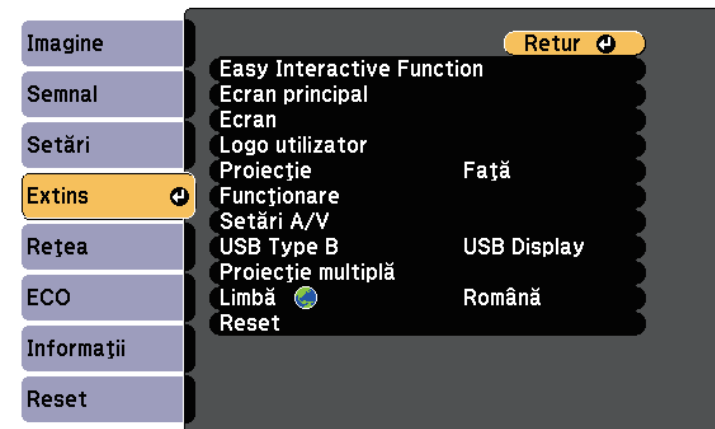 Imagine
Semnal
Setări
Extins
Reţea
ECO
Informaţii
Reset
Retur
Easy Interactive Function
Ecran principal
Ecran
Logo utilizator
Proiecţie Faţă
Funcţionare
Setări A/V
USB Type B USB Display
Proiecţie multiplă
Limbă Română
Reset